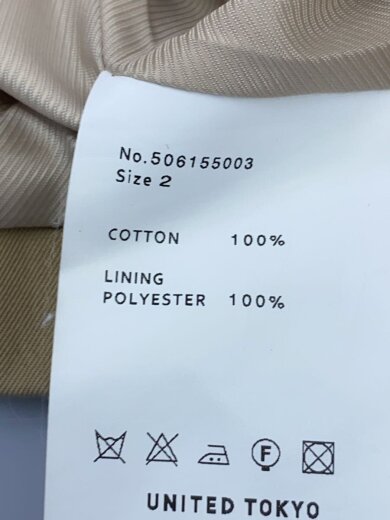 No.506155003
Size 2
COTTON 100%
LINING
POLYESTER 100%
F
UNITED TOKYO